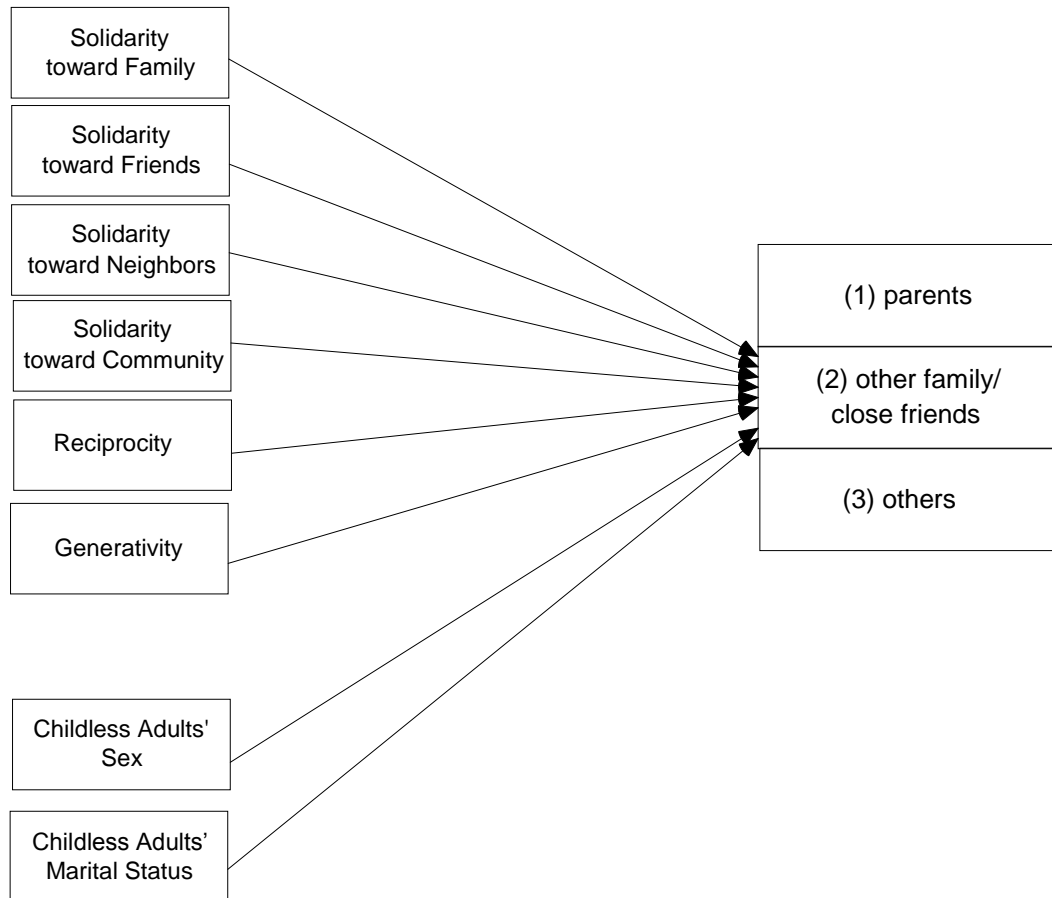 Solidarity
toward Family
Solidarity
toward Friends
Solidarity
toward Neighbors
Solidarity
toward Community
Reciprocity
Generativity
Childless Adults'
Sex
Childless Adults’
Marital Status
(1) parents
(2) other family/
close friends
(3) others